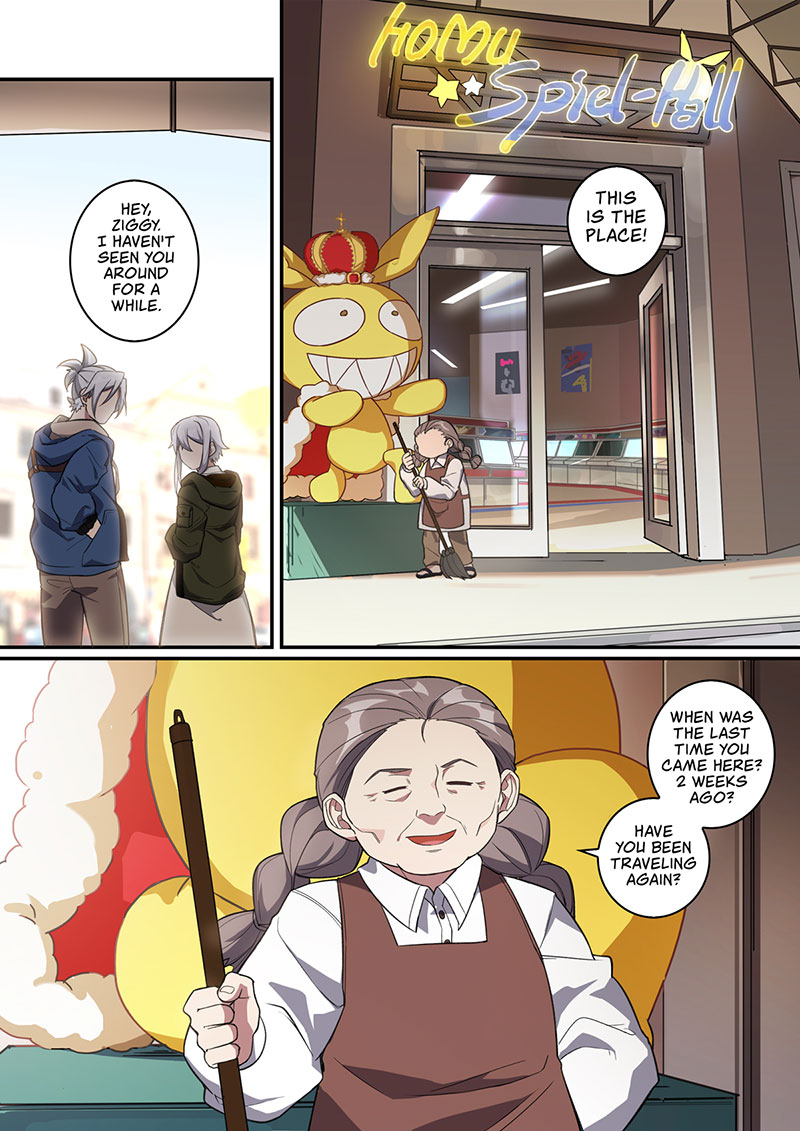 HOMU
Spiel-Hall
THIS
IS THE
PLACE!
HEY,
ZIGGY.
I HAVEN'T
SEEN YOU
AROUND
FOR A
WHILE.
WHEN WAS
THE LAST
TIME YOU
CAME HERE?
2 WEEKS
AGO?
HAVE
YOU BEEN
TRAVELING
AGAIN?